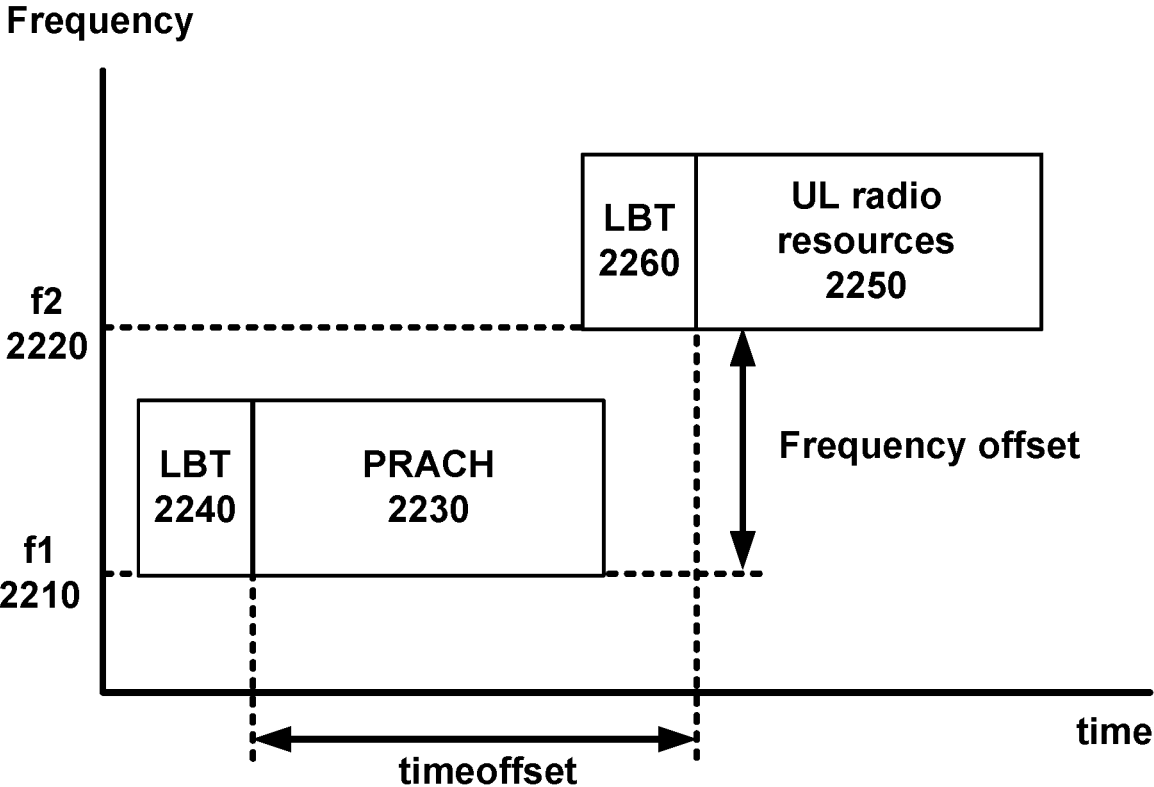 Frequency
LBT
2260
UL radio
resources
2250
f2
2220
Frequency offset
LBT
2240
PRACH
2230
f1
2210
time
timeoffset